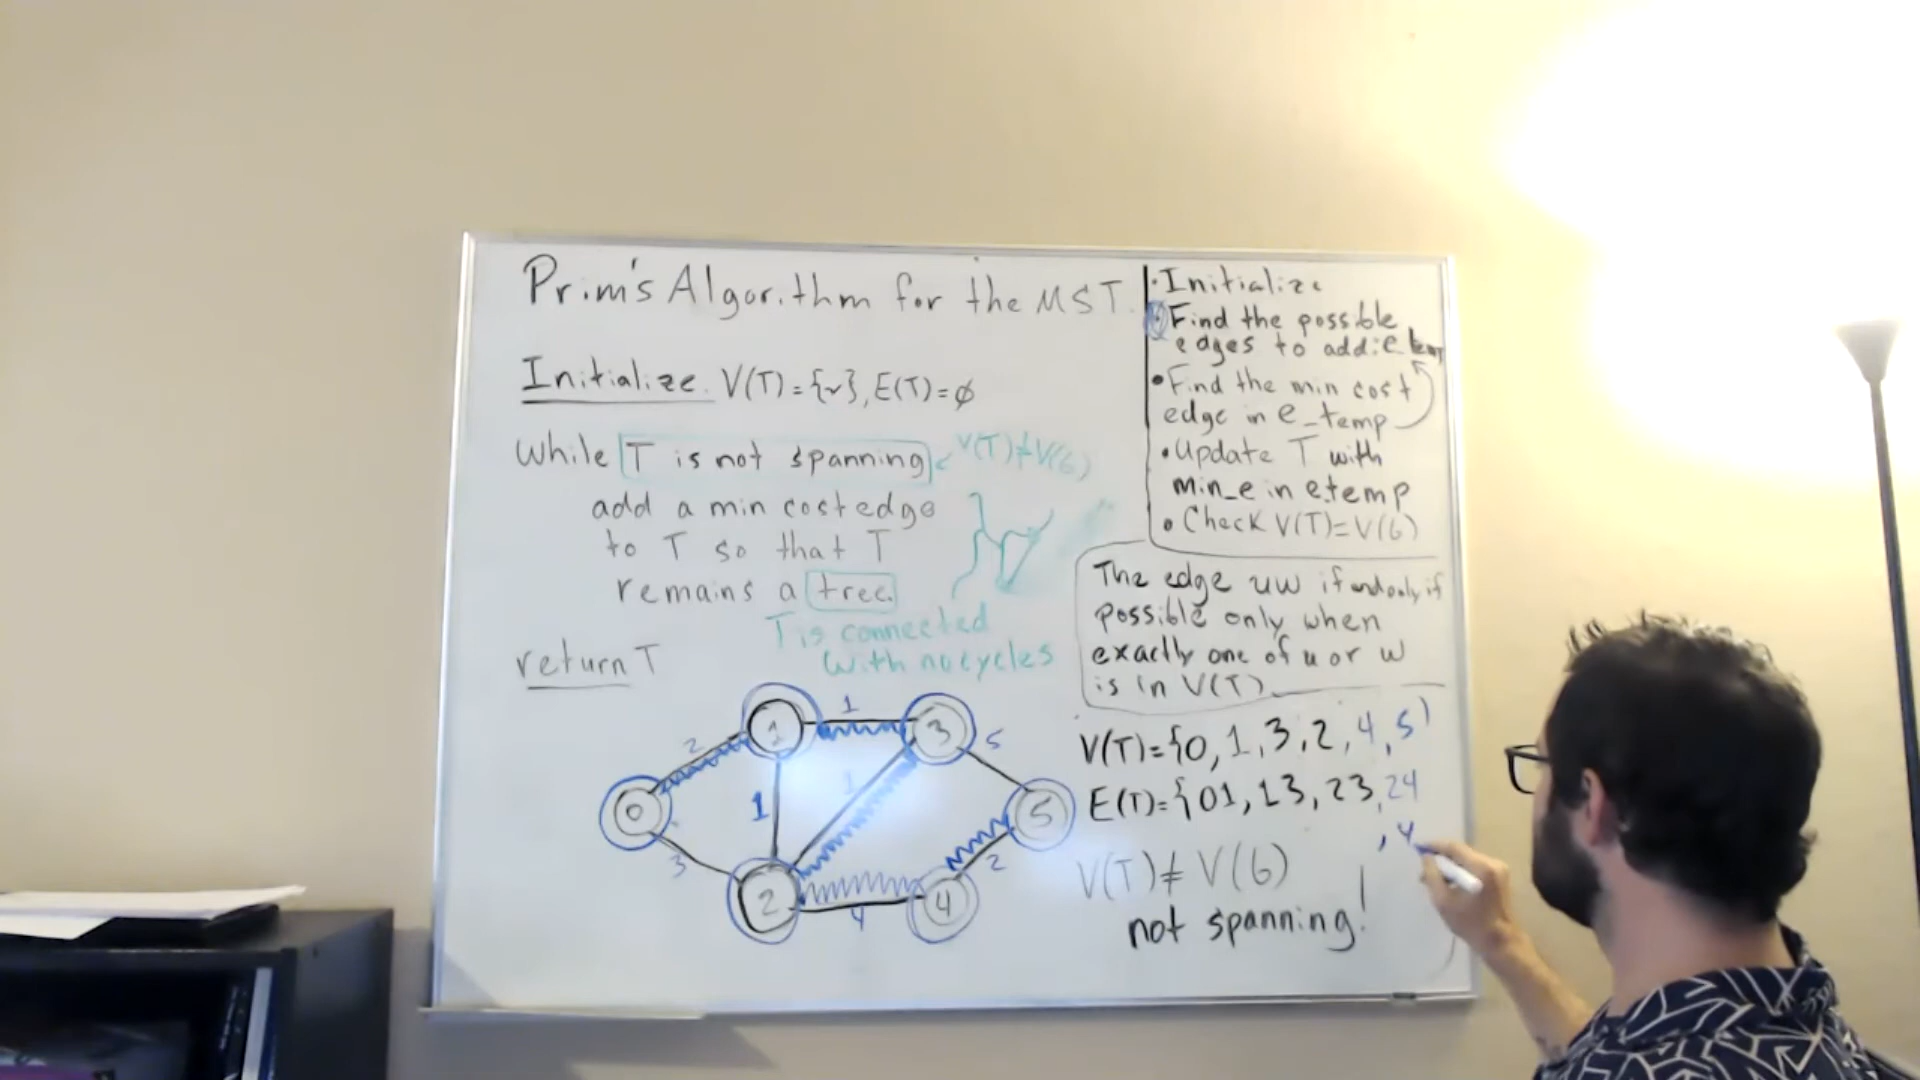 Prim's Algorithm for the MST.
Initialize. V(T)={v}, E(T)=∅
While T is not spanning V(T)≠V(G)
add a min cost edge
to T so that T
remains a tree.
T is connected
with no cycles
return T
• Initialize
• Find the possible
edges to add: e_temp
• Find the min cost
edge in e_temp
• Update T with
min_e in e_temp
• Check V(T)=V(G)
The edge uw if and only if
possible only when
exactly one of u or w
is in V(T).
V(T)={0, 1, 3, 2, 4, 5}
E(T)={01, 13, 23, 24
, 4
V(T)≠V(G)
not spanning!
1
2
1
3
5
1
1
0
5
3
2
2
4
4